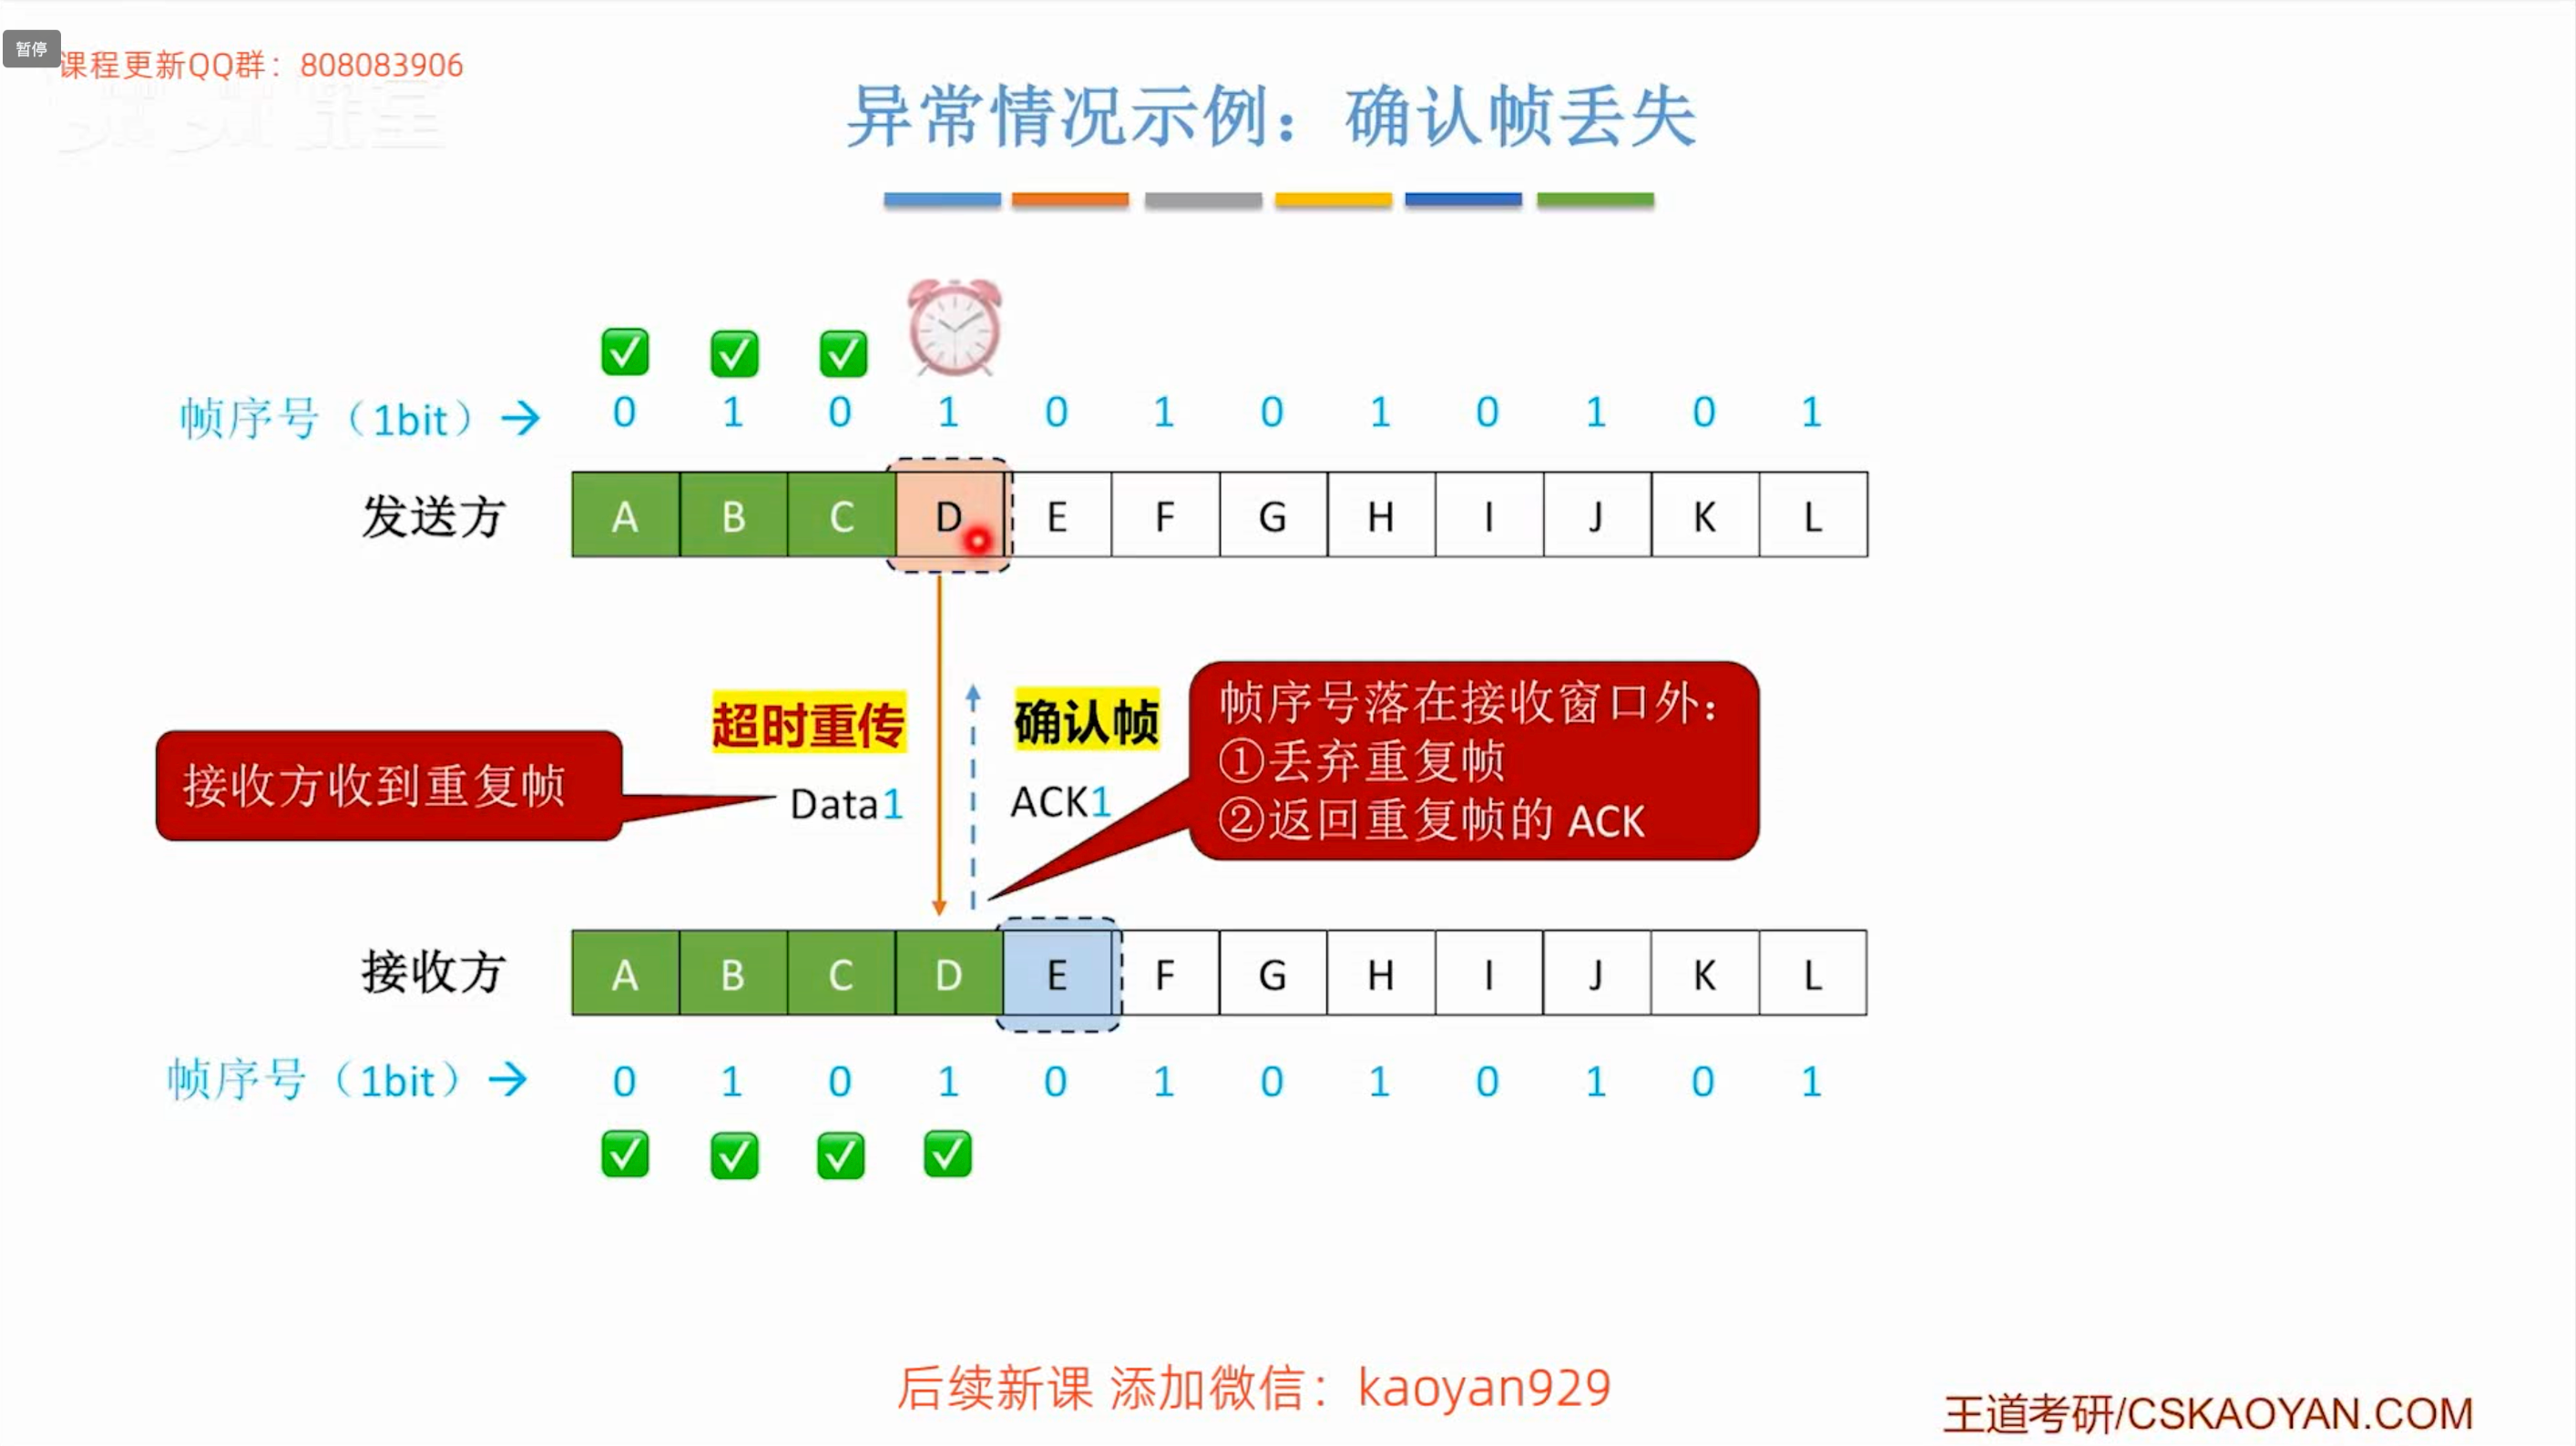 暂停
课程更新QQ群：808083906
异常情况示例：确认帧丢失
帧序号（1bit）→ 0 1 0 1 0 1 0 1 0 1 0 1
发送方 A B C D E F G H I J K L
超时重传
确认帧
帧序号落在接收窗口外：
①丢弃重复帧
②返回重复帧的 ACK
接收方收到重复帧
Data1
ACK1
接收方 A B C D E F G H I J K L
帧序号（1bit）→ 0 1 0 1 0 1 0 1 0 1 0 1
后续新课 添加微信：kaoyan929
王道考研/CSKAOYAN.COM